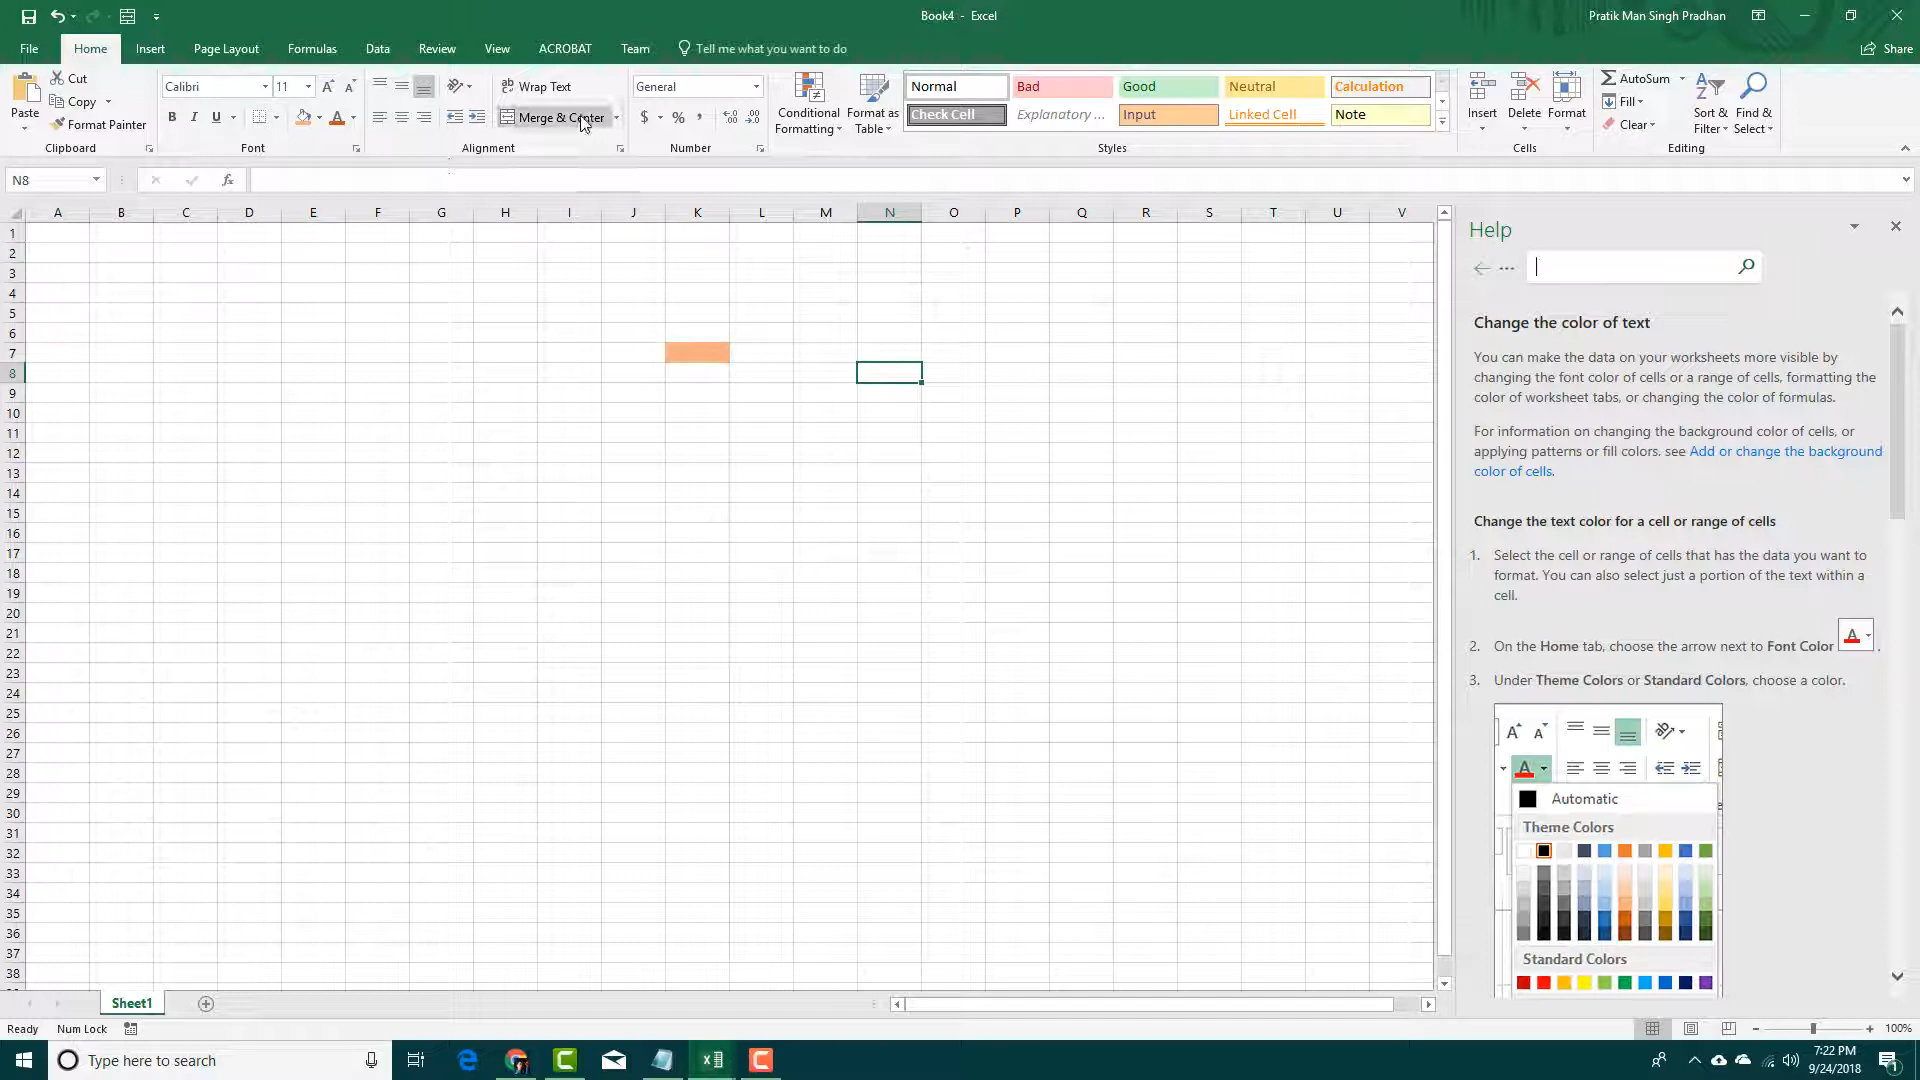 Book4 - Excel
Pratik Man Singh Pradhan
File Home Insert Page Layout Formulas Data Review View ACROBAT Team Tell me what you want to do Share
Paste
Cut
Copy
Format Painter
Clipboard
Calibri 11
B I U
Font
Wrap Text
Merge & Center
Alignment
General
$ % ,
Number
Conditional Formatting
Format as Table
Normal Bad Good Neutral Calculation
Check Cell Explanatory ... Input Linked Cell Note
Styles
Insert Delete Format
Cells
AutoSum
Fill
Clear
Sort & Filter
Find & Select
Editing
N8
fx
A B C D E F G H I J K L M N O P Q R S T U V
1
2
3
4
5
6
7
8
9
10
11
12
13
14
15
16
17
18
19
20
21
22
23
24
25
26
27
28
29
30
31
32
33
34
35
36
37
38
Help
Change the color of text
You can make the data on your worksheets more visible by
changing the font color of cells or a range of cells, formatting the
color of worksheet tabs, or changing the color of formulas.
For information on changing the background color of cells, or
applying patterns or fill colors, see Add or change the background
color of cells.
Change the text color for a cell or range of cells
1. Select the cell or range of cells that has the data you want to
format. You can also select just a portion of the text within a
cell.
2. On the Home tab, choose the arrow next to Font Color A .
3. Under Theme Colors or Standard Colors, choose a color.
Automatic
Theme Colors
Standard Colors
Sheet1
Ready Num Lock
100%
Type here to search
7:22 PM
9/24/2018